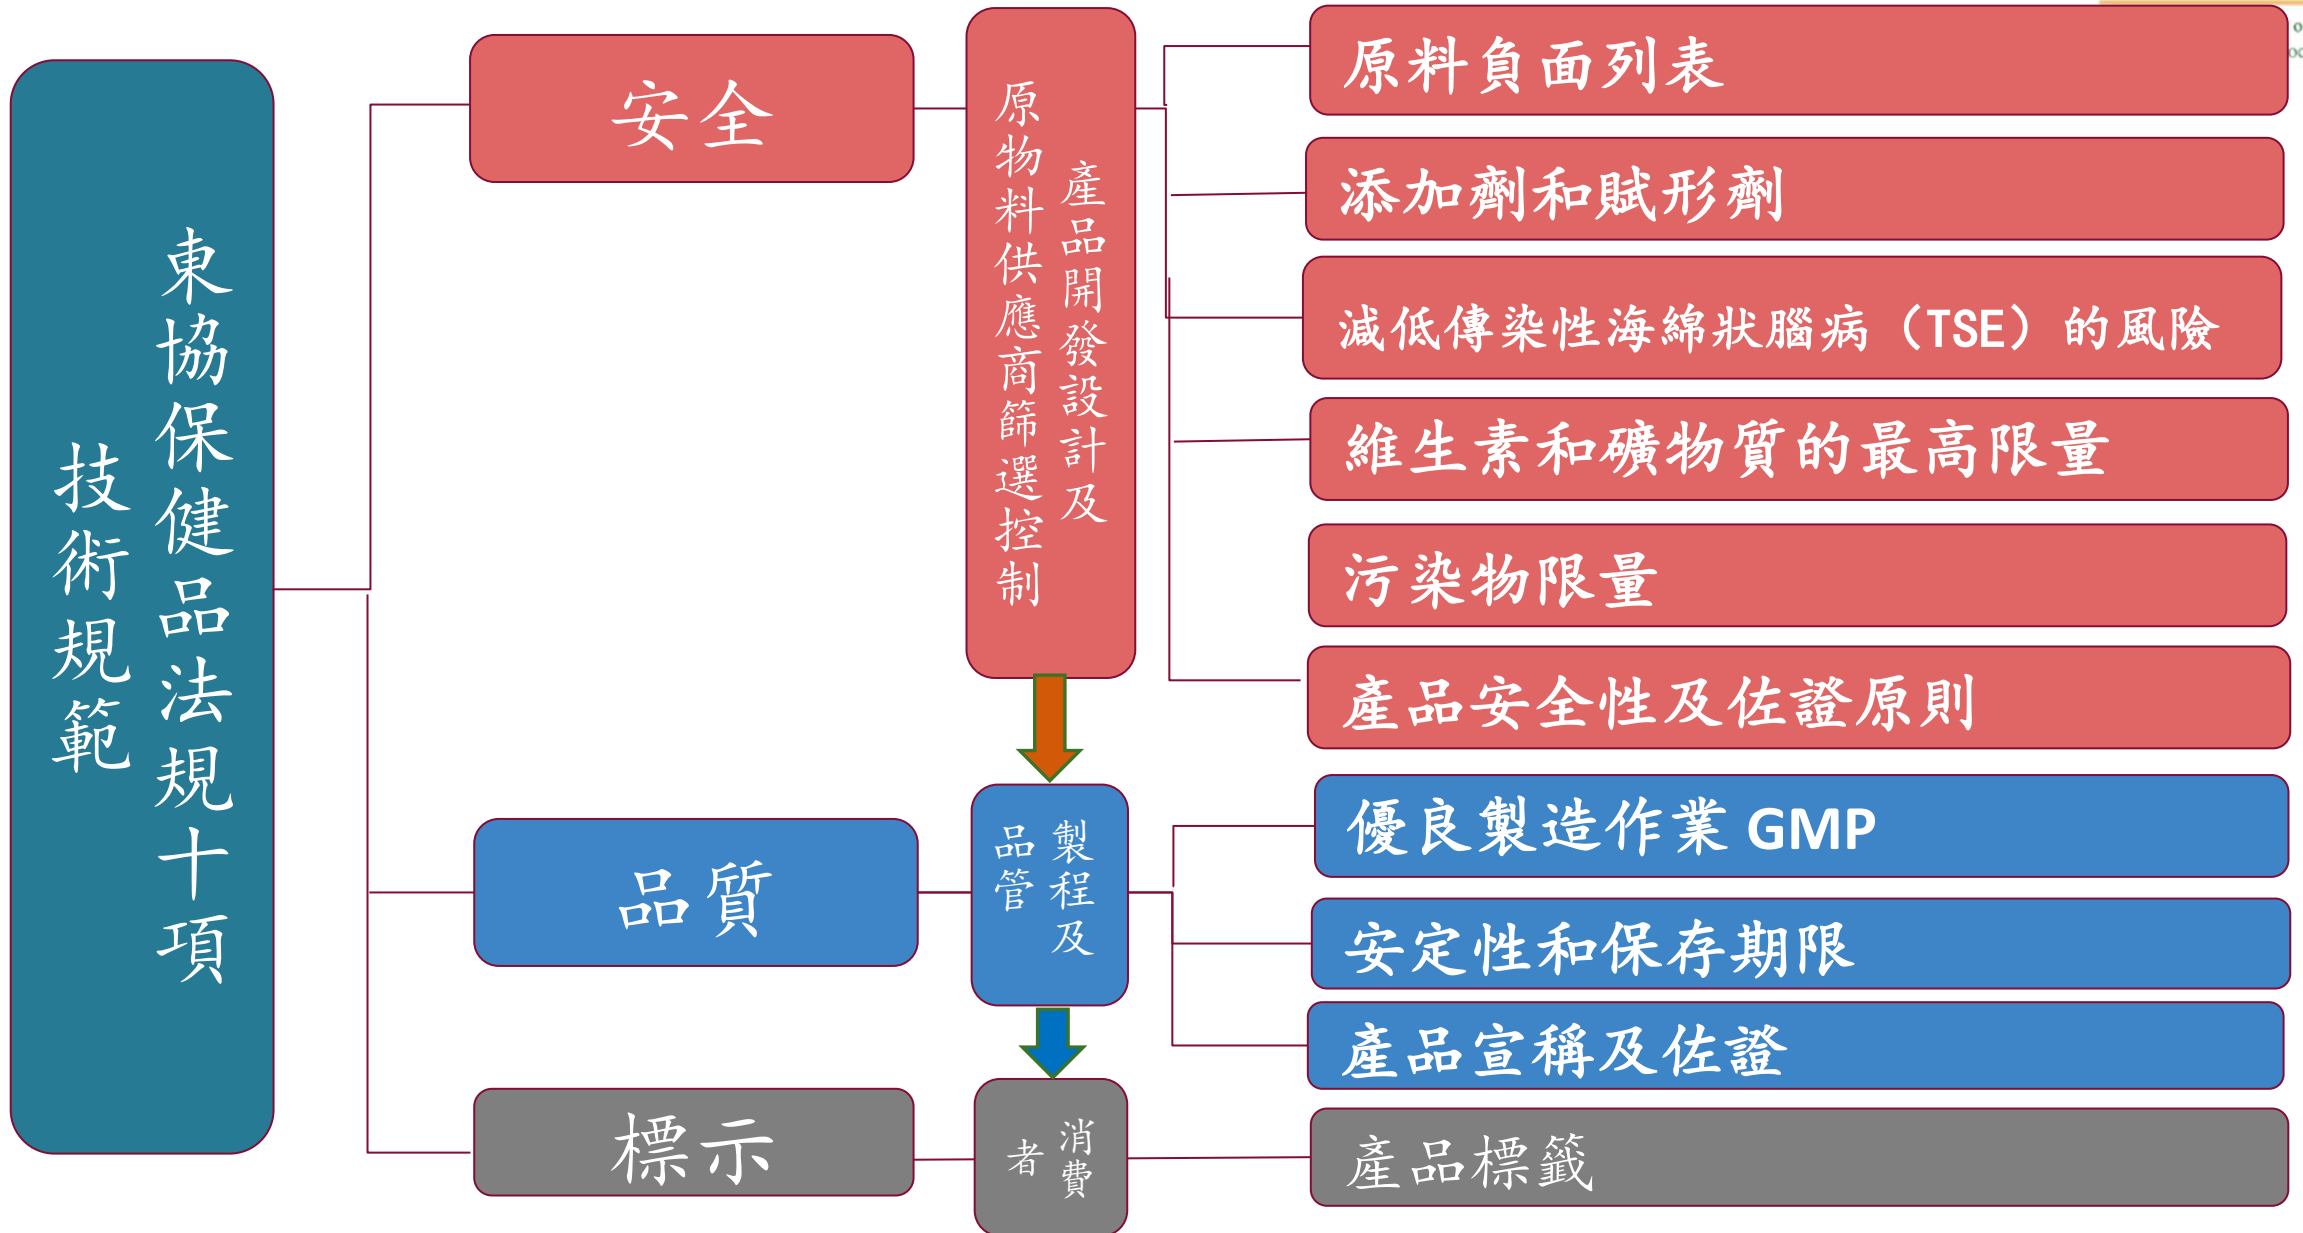 東協保健品法規十項
技術規範
安全
產品開發設計及
原物料供應商篩選控制
原料負面列表
添加劑和賦形劑
減低傳染性海綿狀腦病（TSE）的風險
維生素和礦物質的最高限量
污染物限量
產品安全性及佐證原則
品質
製程及
品管
優良製造作業 GMP
安定性和保存期限
產品宣稱及佐證
標示
消費
者
產品標籤